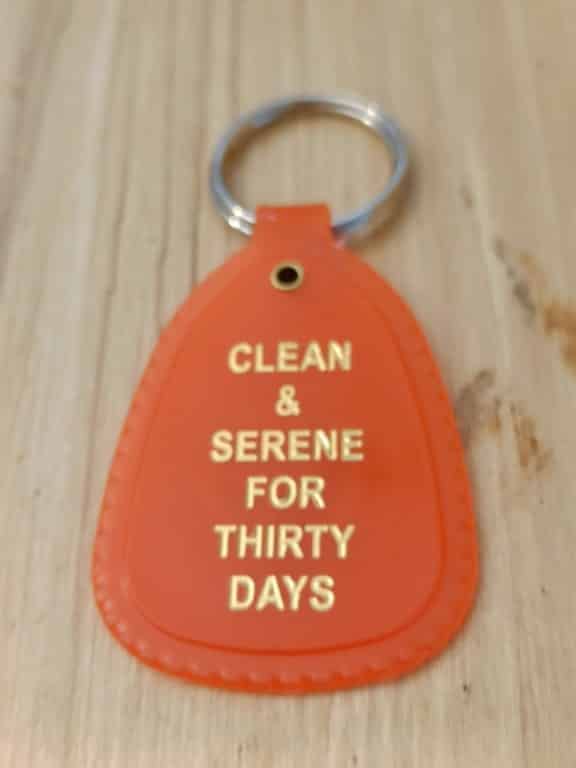 CLEAN
&
SERENE
FOR
THIRTY
DAYS